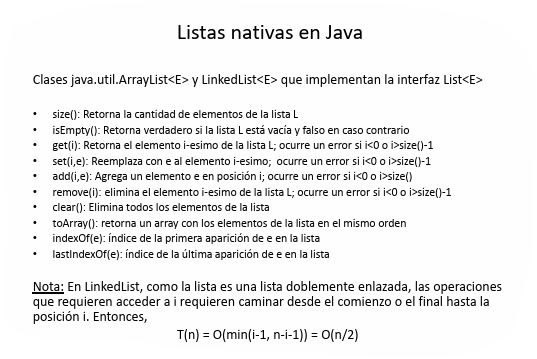 Listas nativas en Java
Clases java.util.ArrayList<E> y LinkedList<E> que implementan la interfaz List<E>
• size(): Retorna la cantidad de elementos de la lista L
• isEmpty(): Retorna verdadero si la lista L está vacía y falso en caso contrario
• get(i): Retorna el elemento i-esimo de la lista L; ocurre un error si i<0 o i>size()-1
• set(i,e): Reemplaza con e al elemento i-esimo;  ocurre un error si i<0 o i>size()-1
• add(i,e): Agrega un elemento e en posición i; ocurre un error si i<0 o i>size()
• remove(i): elimina el elemento i-esimo de la lista L; ocurre un error si i<0 o i>size()-1
• clear(): Elimina todos los elementos de la lista
• toArray(): retorna un array con los elementos de la lista en el mismo orden
• indexOf(e): índice de la primera aparición de e en la lista
• lastIndexOf(e): índice de la última aparición de e en la lista
Nota: En LinkedList, como la lista es una lista doblemente enlazada, las operaciones
que requieren acceder a i requieren caminar desde el comienzo o el final hasta la
posición i. Entonces,
T(n) = O(min(i-1, n-i-1)) = O(n/2)